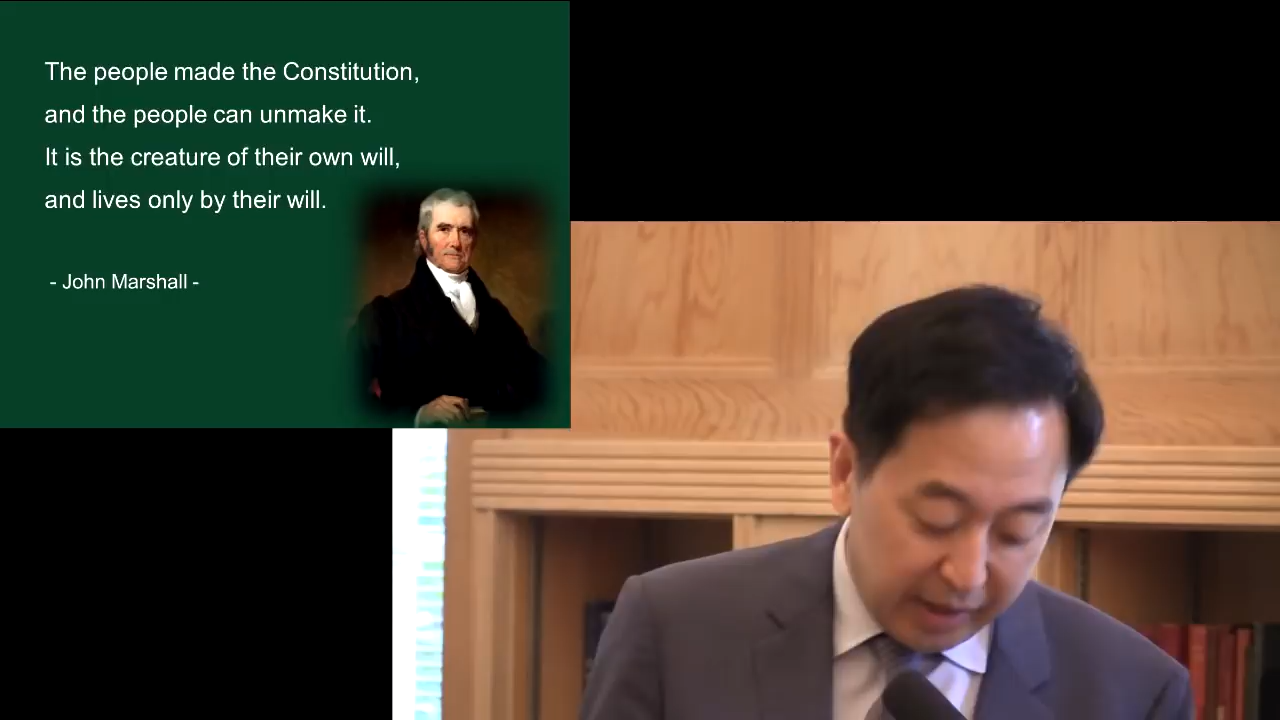 The people made the Constitution,
and the people can unmake it.
It is the creature of their own will,
and lives only by their will.
- John Marshall -